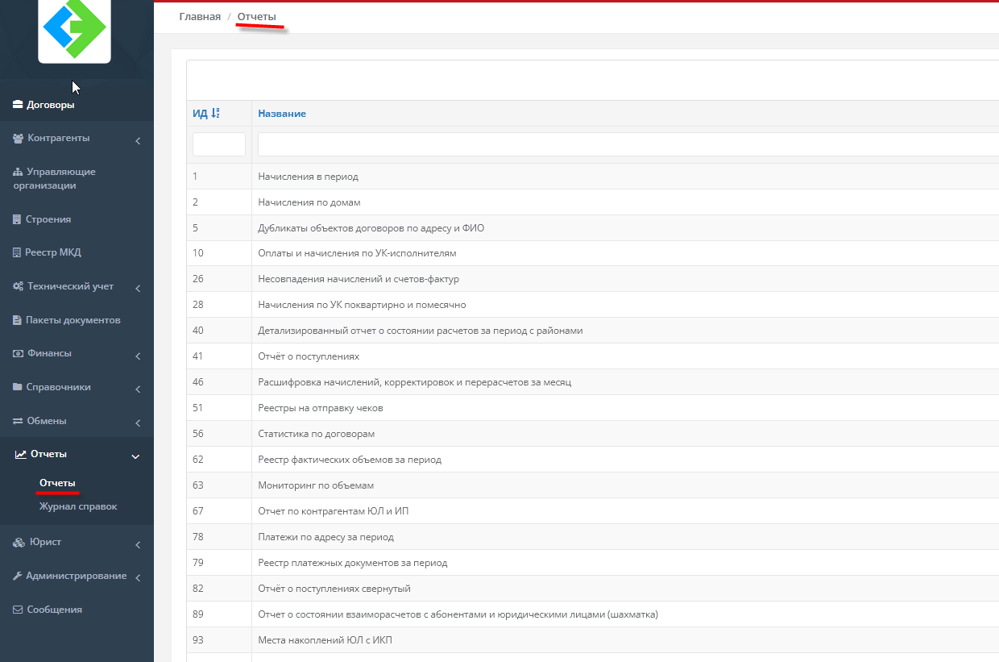 Главная / Отчеты
Договоры
Контрагенты
Управляющие
организации
Строения
Реестр МКД
Технический учет
Пакеты документов
Финансы
Справочники
Обмены
Отчеты
Отчеты
Журнал справок
Юрист
Администрирование
Сообщения
ИД Название
1 Начисления в период
2 Начисления по домам
5 Дубликаты объектов договоров по адресу и ФИО
10 Оплаты и начисления по УК-исполнителям
26 Несовпадения начислений и счетов-фактур
28 Начисления по УК поквартирно и помесячно
40 Детализированный отчет о состоянии расчетов за период с районами
41 Отчёт о поступлениях
46 Расшифровка начислений, корректировок и перерасчетов за месяц
51 Реестры на отправку чеков
56 Статистика по договорам
62 Реестр фактических объемов за период
63 Мониторинг по объемам
67 Отчет по контрагентам ЮЛ и ИП
78 Платежи по адресу за период
79 Реестр платежных документов за период
82 Отчёт о поступлениях свернутый
89 Отчет о состоянии взаиморасчетов с абонентами и юридическими лицами (шахматка)
93 Места накоплений ЮЛ с ИКП